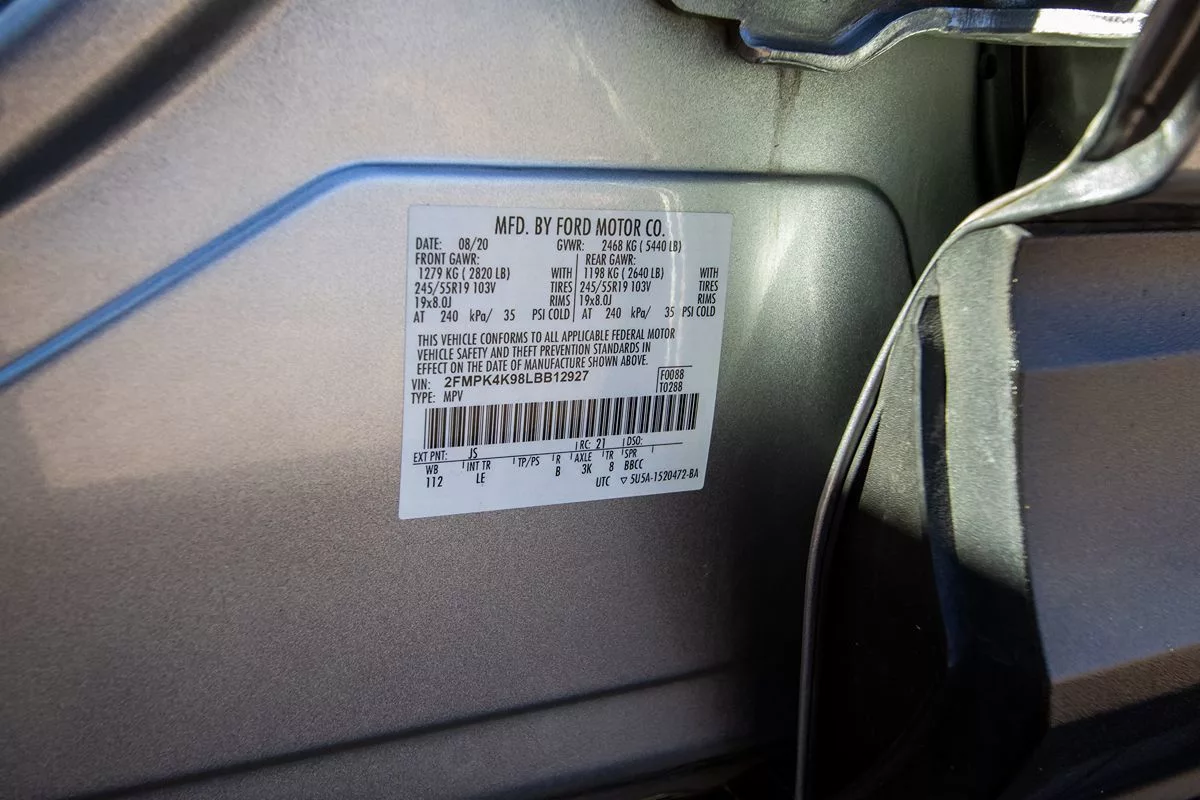 MFD. BY FORD MOTOR CO.
DATE: 08/20 GVWR: 2468 KG ( 5440 LB)
FRONT GAWR: REAR GAWR:
1279 KG ( 2820 LB) WITH 1198 KG ( 2640 LB) WITH
245/55R19 103V TIRES 245/55R19 103V TIRES
19x8.0J RIMS 19x8.0J RIMS
AT 240 kPa/ 35 PSI COLD AT 240 kPa/ 35 PSI COLD
THIS VEHICLE CONFORMS TO ALL APPLICABLE FEDERAL MOTOR
VEHICLE SAFETY AND THEFT PREVENTION STANDARDS IN
EFFECT ON THE DATE OF MANUFACTURE SHOWN ABOVE.
VIN: 2FMPK4K98LBB12927 F0088
TYPE: MPV T0288
EXT PNT: JS RC: 21 DSO:
WB INT TR TP/PS R AXLE TR SPR
112 LE B 3K 8 BBCC
UTC ▽ 5U5A-1520472-BA